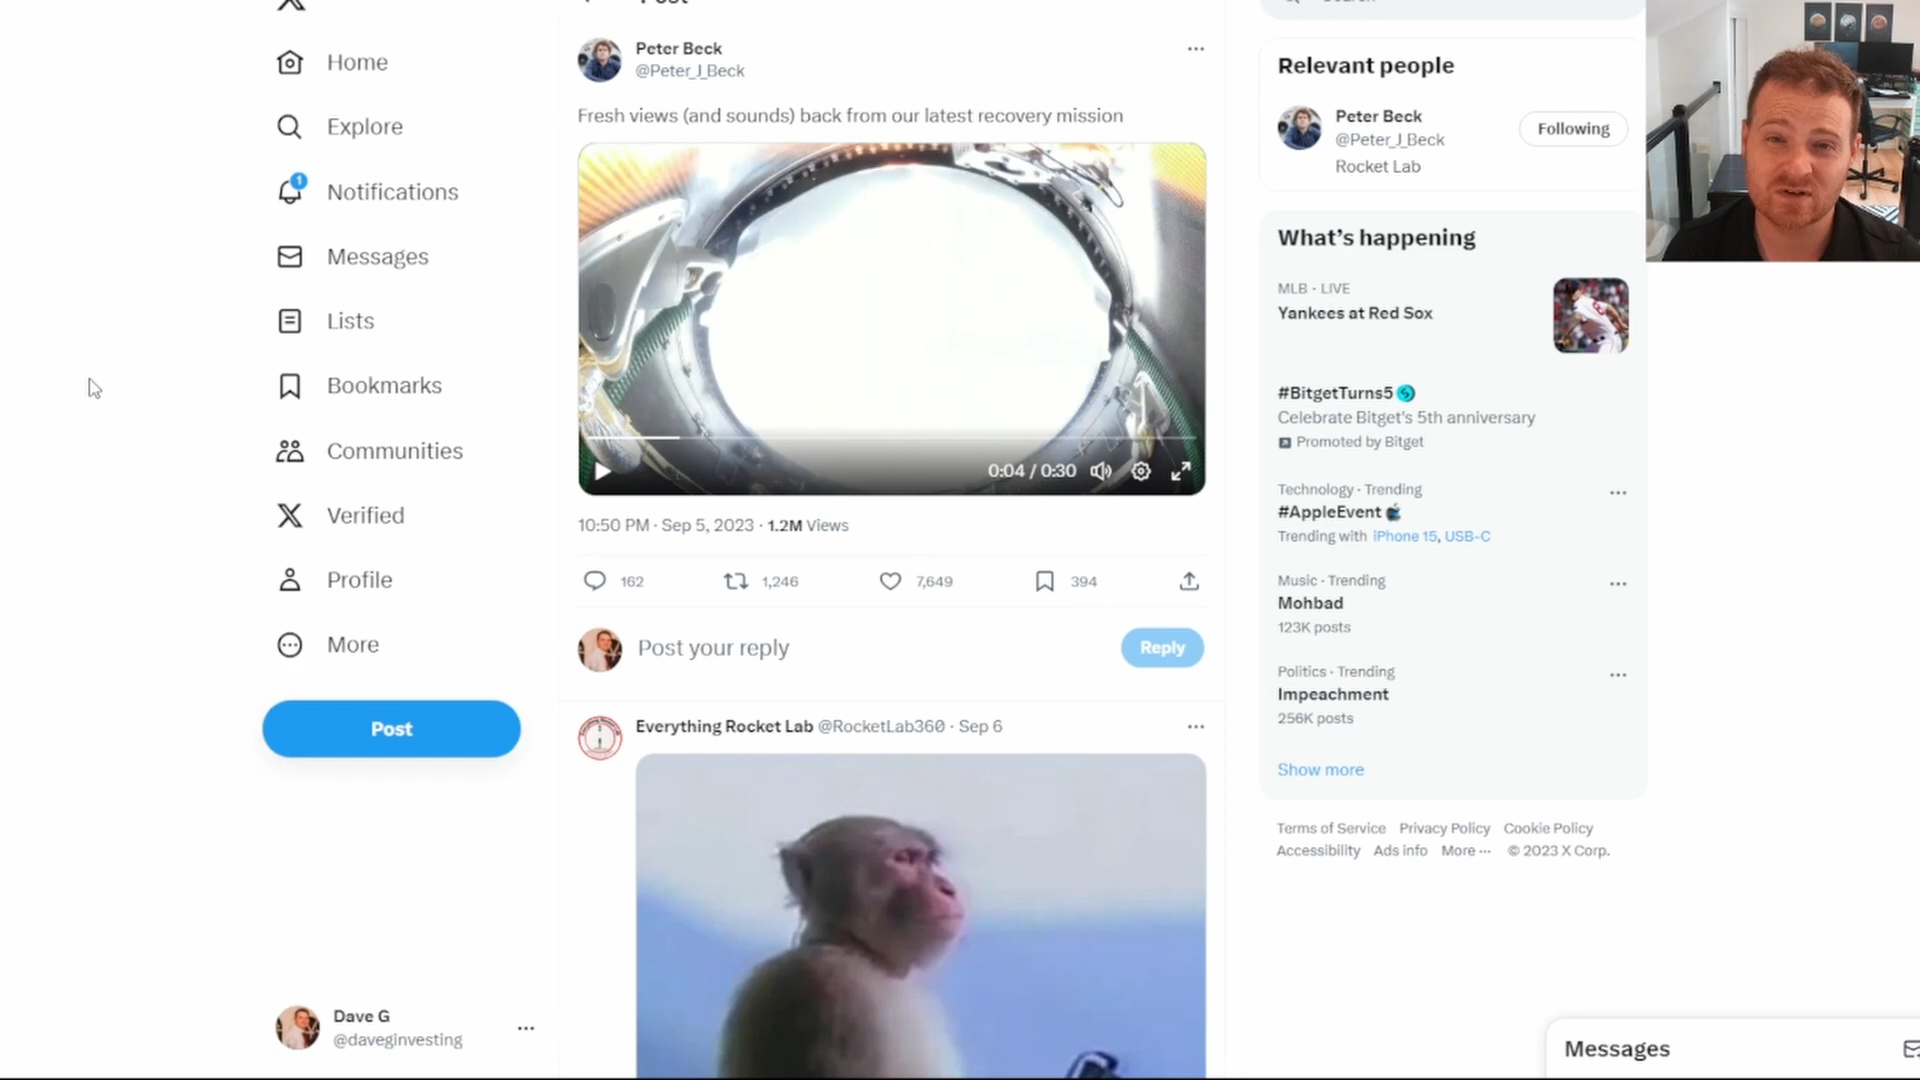 Home
Explore
1
Notifications
Messages
Lists
Bookmarks
Communities
Verified
Profile
More
Post
Dave G
@daveginvesting
Peter Beck
@Peter_J_Beck
Fresh views (and sounds) back from our latest recovery mission
0:04 / 0:30
10:50 PM · Sep 5, 2023 · 1.2M Views
162
1,246
7,649
394
Post your reply
Reply
Everything Rocket Lab @RocketLab360 · Sep 6
Relevant people
Peter Beck
@Peter_J_Beck
Following
Rocket Lab
What's happening
MLB · LIVE
Yankees at Red Sox
#BitgetTurns5
Celebrate Bitget's 5th anniversary
Promoted by Bitget
Technology · Trending
#AppleEvent
Trending with iPhone 15, USB-C
Music · Trending
Mohbad
123K posts
Politics · Trending
Impeachment
256K posts
Show more
Terms of Service Privacy Policy Cookie Policy
Accessibility Ads info More ··· © 2023 X Corp.
Messages